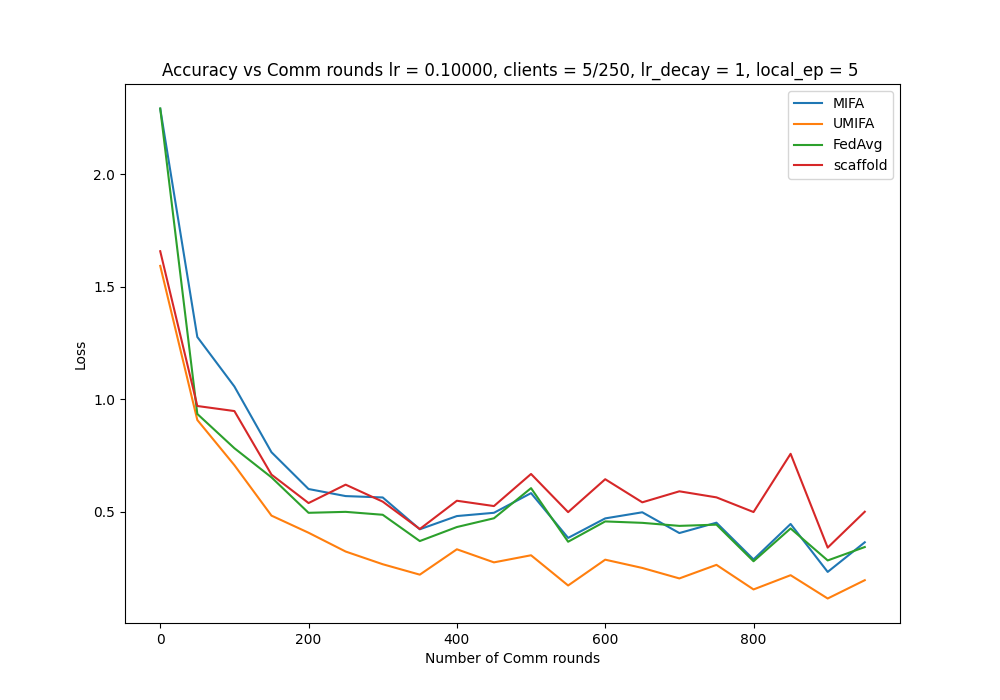 Accuracy vs Comm rounds lr = 0.10000, clients = 5/250, lr_decay = 1, local_ep = 5
MIFA
UMIFA
FedAvg
scaffold
2.0
1.5
1.0
0.5
Loss
0 200 400 600 800
Number of Comm rounds